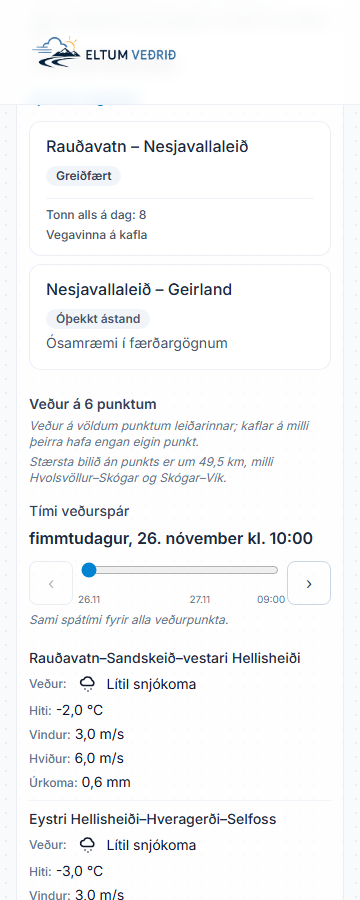 ELTUM VEÐRIÐ
Rauðavatn – Nesjavallaleið
Greiðfært
Tonn alls á dag: 8
Vegavinna á kafla
Nesjavallaleið – Geirland
Óþekkt ástand
Ósamræmi í færðargögnum
Veður á 6 punktum
Veður á völdum punktum leiðarinnar; kaflar á milli
þeirra hafa engan eigin punkt.
Stærsta bilið án punkts er um 49,5 km, milli
Hvolsvöllur–Skógar og Skógar–Vík.
Tími veðurspár
fimmtudagur, 26. nóvember kl. 10:00
26.11 27.11 09:00
Sami spátími fyrir alla veðurpunkta.
Rauðavatn–Sandskeið–vestari Hellisheiði
Veður: Lítil snjókoma
Hiti: -2,0 °C
Vindur: 3,0 m/s
Hviður: 6,0 m/s
Úrkoma: 0,6 mm
Eystri Hellisheiði–Hveragerði–Selfoss
Veður: Lítil snjókoma
Hiti: -3,0 °C
Vindur: 3,0 m/s